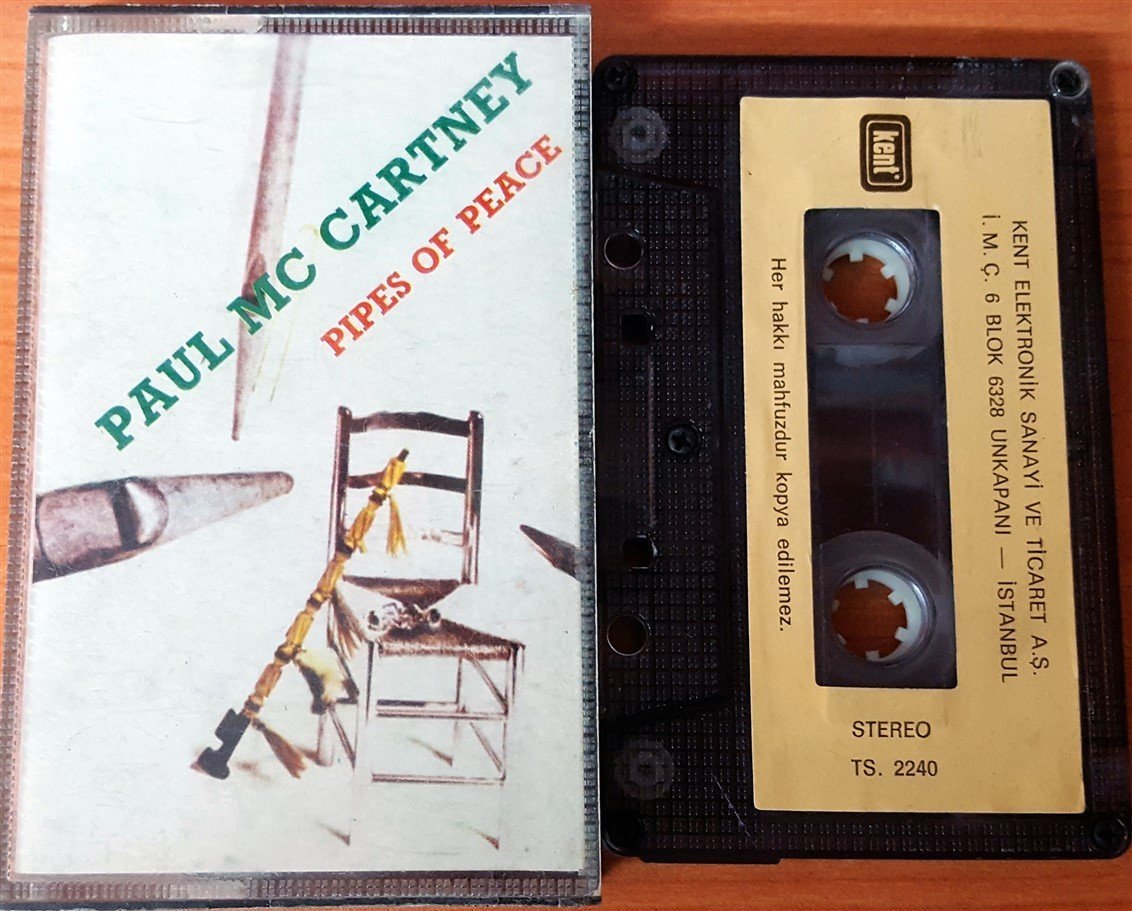 PAUL MC CARTNEY
PIPES OF PEACE
kent
KENT ELEKTRONİK SANAYİ VE TİCARET A.Ş.
İ. M. Ç. 6 BLOK 6328 UNKAPANI — İSTANBUL
Her hakkı mahfuzdur kopya edilemez.
STEREO
TS. 2240